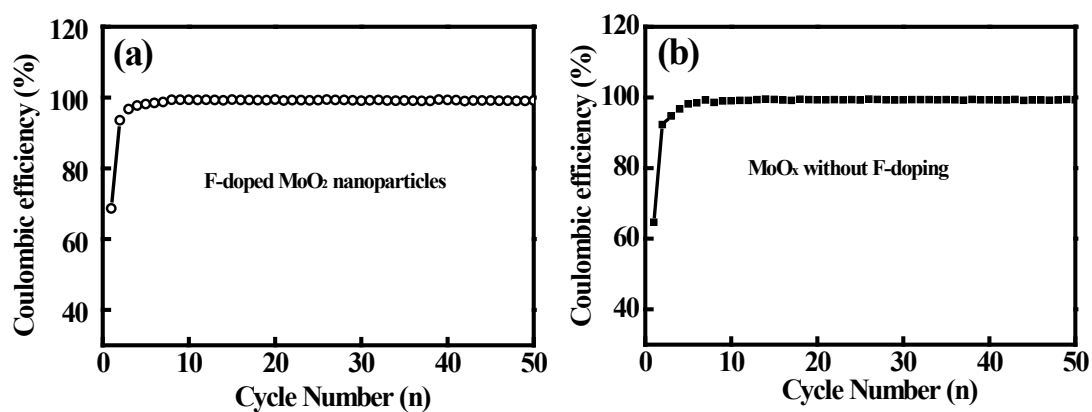 (a)
Coulombic efficiency (%)
120
100
80
60
40
F-doped MoO₂ nanoparticles
0 10 20 30 40 50
Cycle Number (n)
(b)
Coulombic efficiency (%)
120
100
80
60
40
MoOₓ without F-doping
0 10 20 30 40 50
Cycle Number (n)